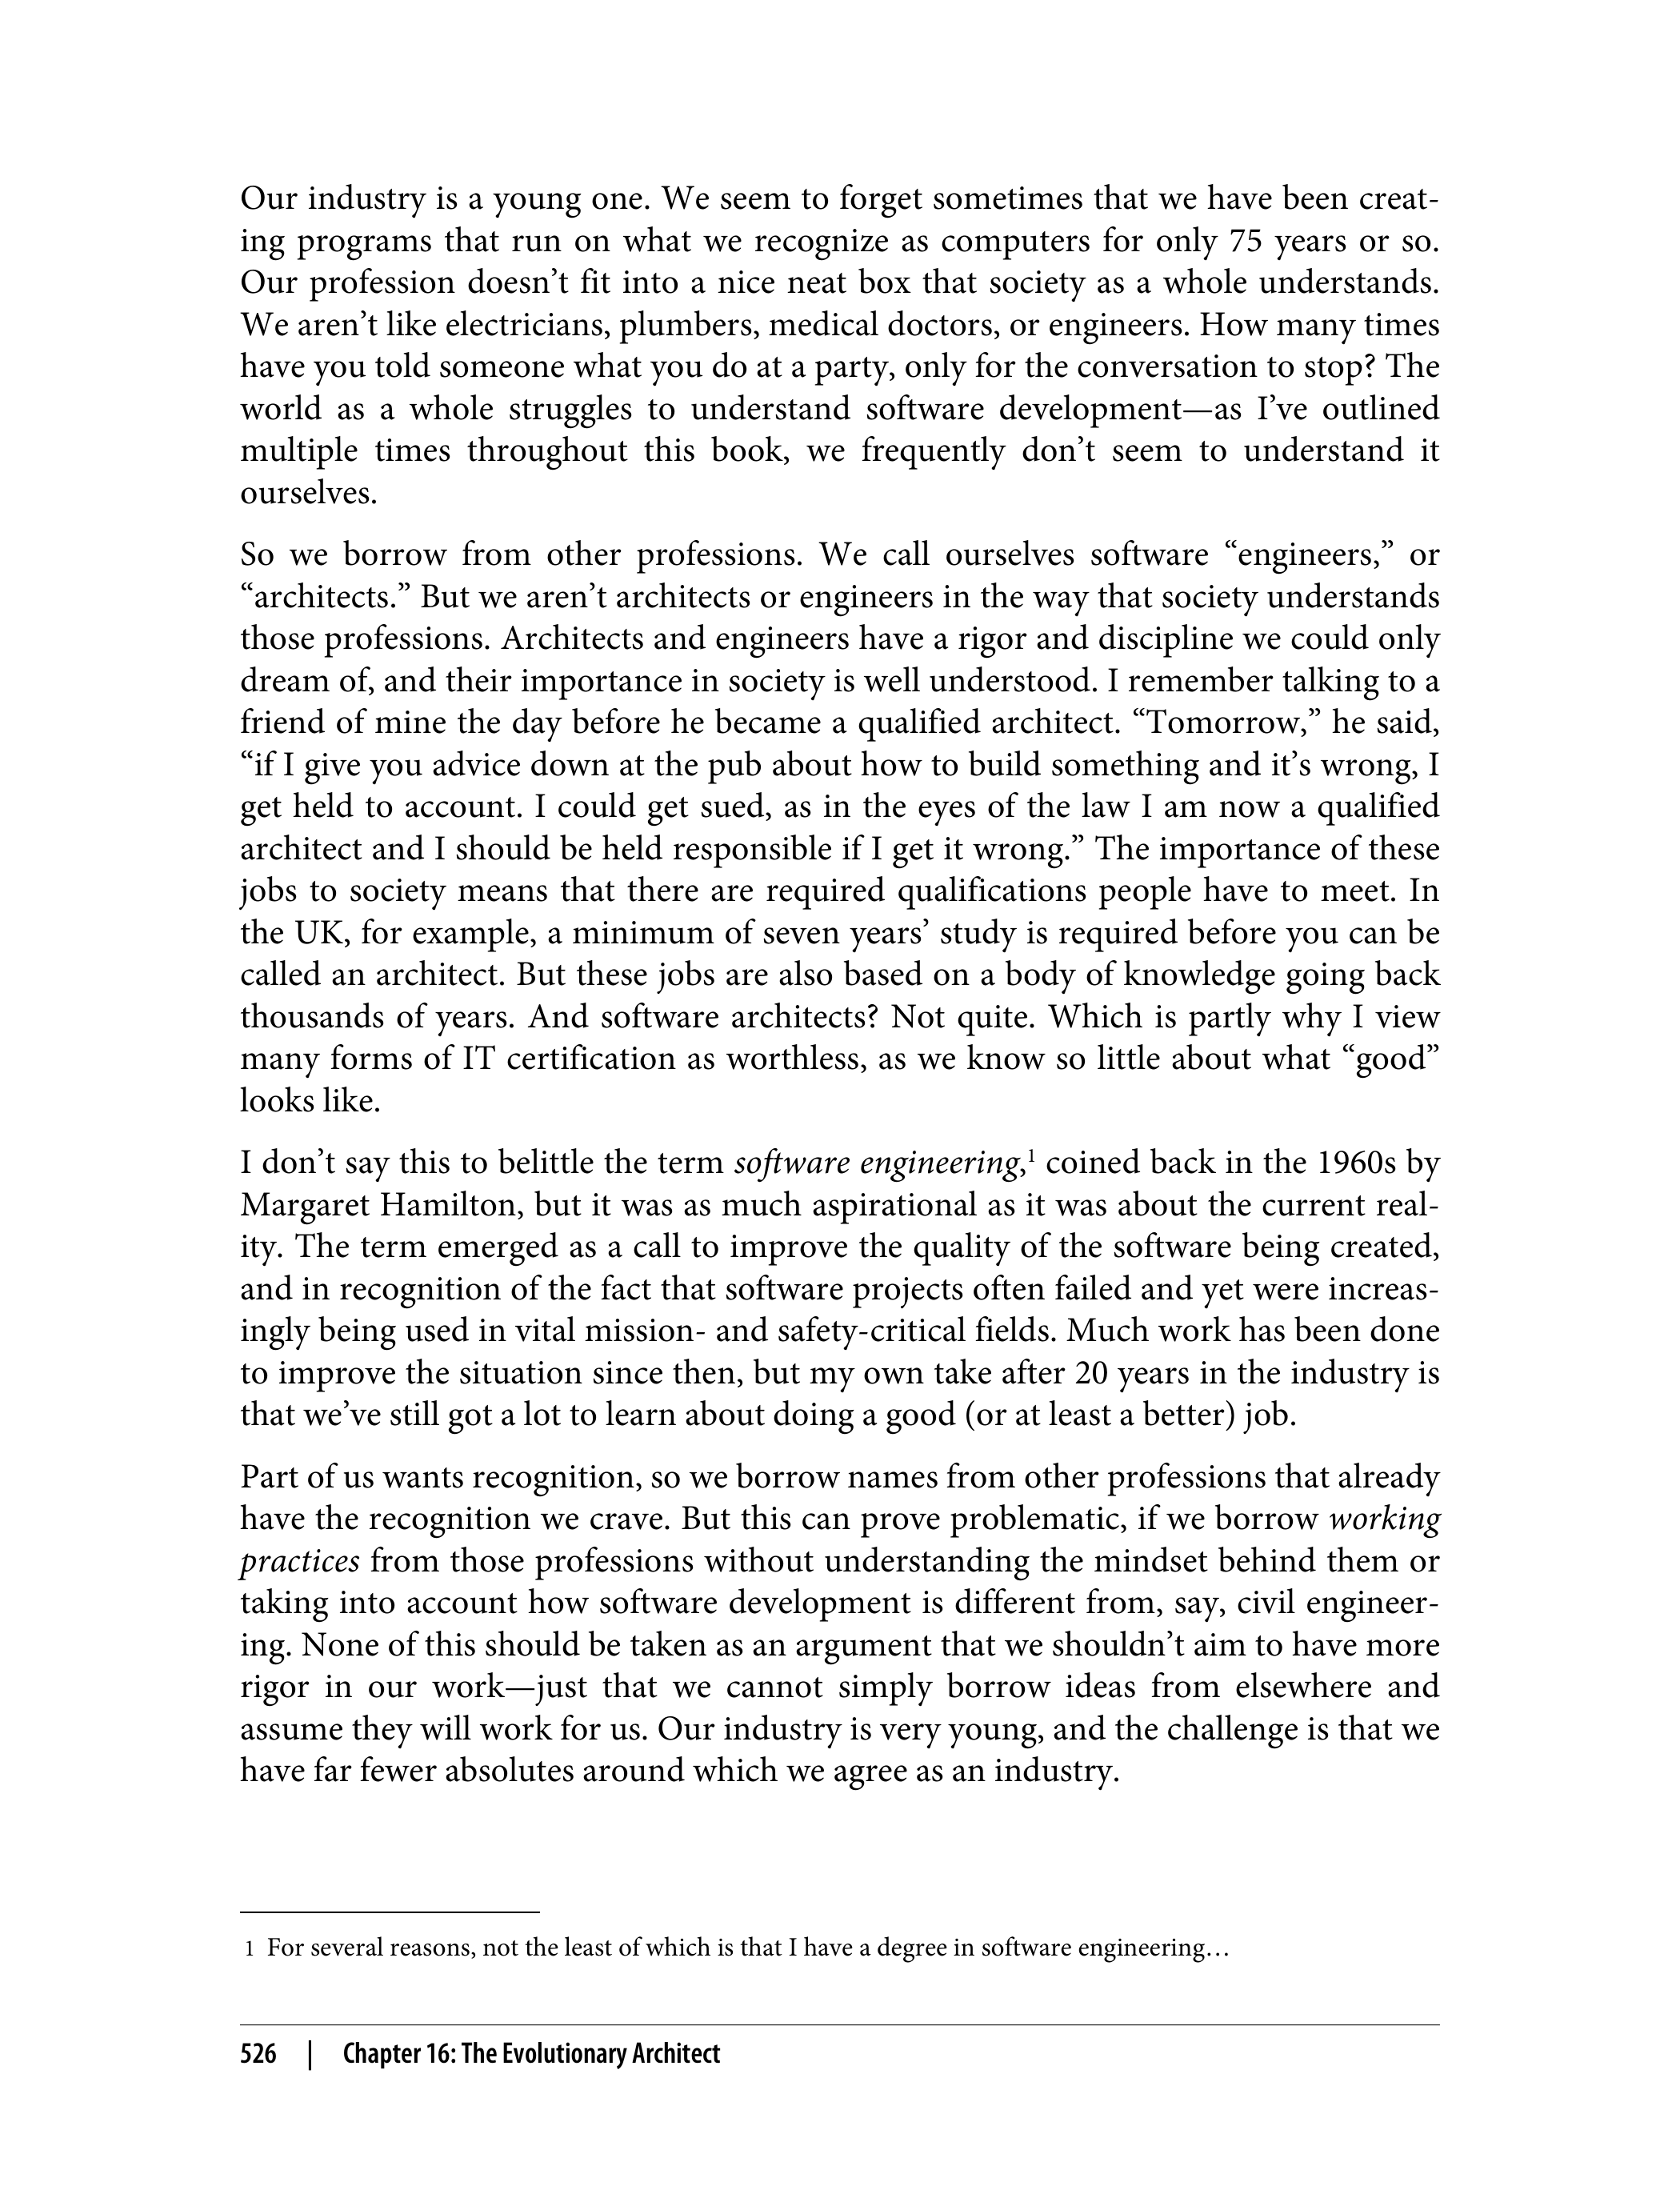 Our industry is a young one. We seem to forget sometimes that we have been creat-
ing programs that run on what we recognize as computers for only 75 years or so.
Our profession doesn’t fit into a nice neat box that society as a whole understands.
We aren’t like electricians, plumbers, medical doctors, or engineers. How many times
have you told someone what you do at a party, only for the conversation to stop? The
world as a whole struggles to understand software development—as I’ve outlined
multiple times throughout this book, we frequently don’t seem to understand it
ourselves.
So we borrow from other professions. We call ourselves software “engineers,” or
“architects.” But we aren’t architects or engineers in the way that society understands
those professions. Architects and engineers have a rigor and discipline we could only
dream of, and their importance in society is well understood. I remember talking to a
friend of mine the day before he became a qualified architect. “Tomorrow,” he said,
“if I give you advice down at the pub about how to build something and it’s wrong, I
get held to account. I could get sued, as in the eyes of the law I am now a qualified
architect and I should be held responsible if I get it wrong.” The importance of these
jobs to society means that there are required qualifications people have to meet. In
the UK, for example, a minimum of seven years’ study is required before you can be
called an architect. But these jobs are also based on a body of knowledge going back
thousands of years. And software architects? Not quite. Which is partly why I view
many forms of IT certification as worthless, as we know so little about what “good”
looks like.
I don’t say this to belittle the term software engineering,1 coined back in the 1960s by
Margaret Hamilton, but it was as much aspirational as it was about the current real-
ity. The term emerged as a call to improve the quality of the software being created,
and in recognition of the fact that software projects often failed and yet were increas-
ingly being used in vital mission- and safety-critical fields. Much work has been done
to improve the situation since then, but my own take after 20 years in the industry is
that we’ve still got a lot to learn about doing a good (or at least a better) job.
Part of us wants recognition, so we borrow names from other professions that already
have the recognition we crave. But this can prove problematic, if we borrow working
practices from those professions without understanding the mindset behind them or
taking into account how software development is different from, say, civil engineer-
ing. None of this should be taken as an argument that we shouldn’t aim to have more
rigor in our work—just that we cannot simply borrow ideas from elsewhere and
assume they will work for us. Our industry is very young, and the challenge is that we
have far fewer absolutes around which we agree as an industry.
1 For several reasons, not the least of which is that I have a degree in software engineering…
526 | Chapter 16: The Evolutionary Architect